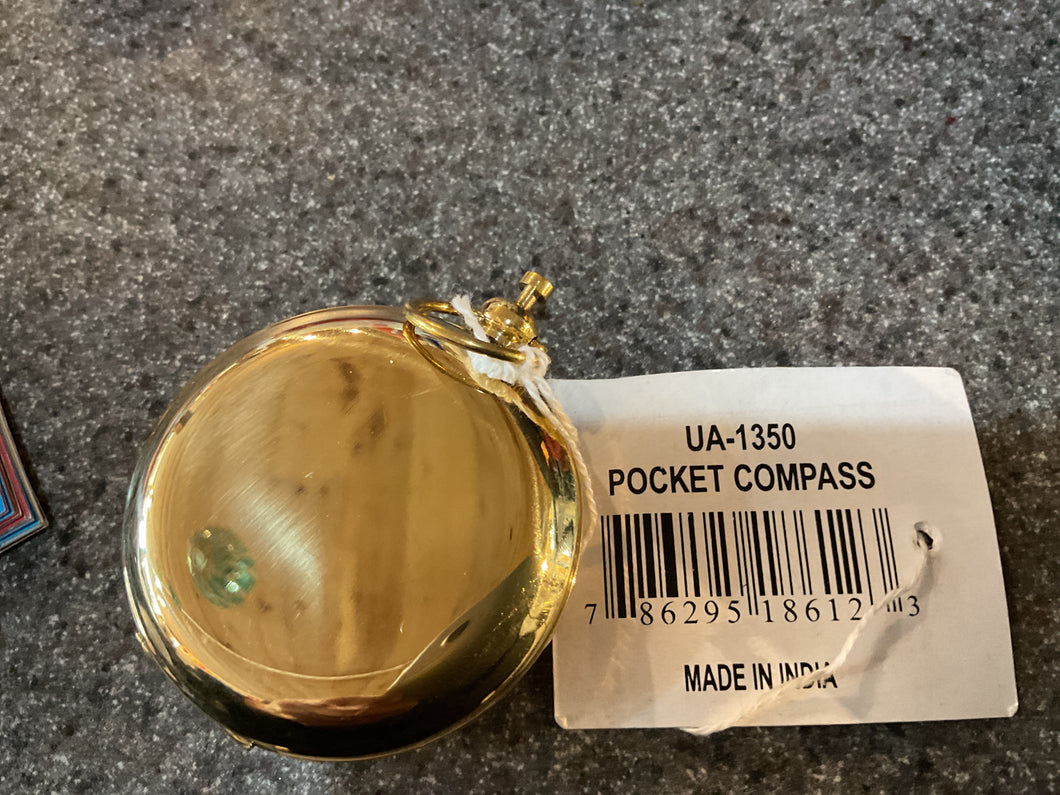 UA-1350
POCKET COMPASS
7 86295 18612 3
MADE IN INDIA